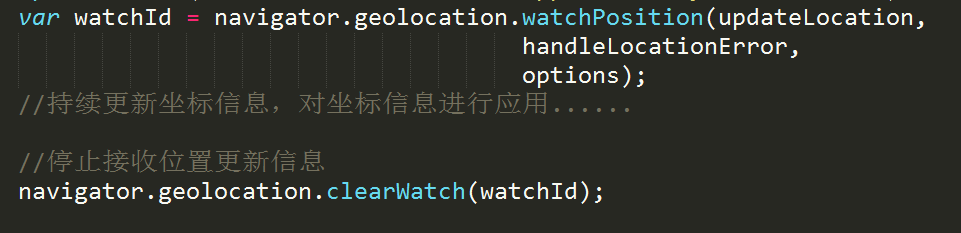 var watchId = navigator.geolocation.watchPosition(updateLocation,
handleLocationError,
options);
//持续更新坐标信息，对坐标信息进行应用......
//停止接收位置更新信息
navigator.geolocation.clearWatch(watchId);